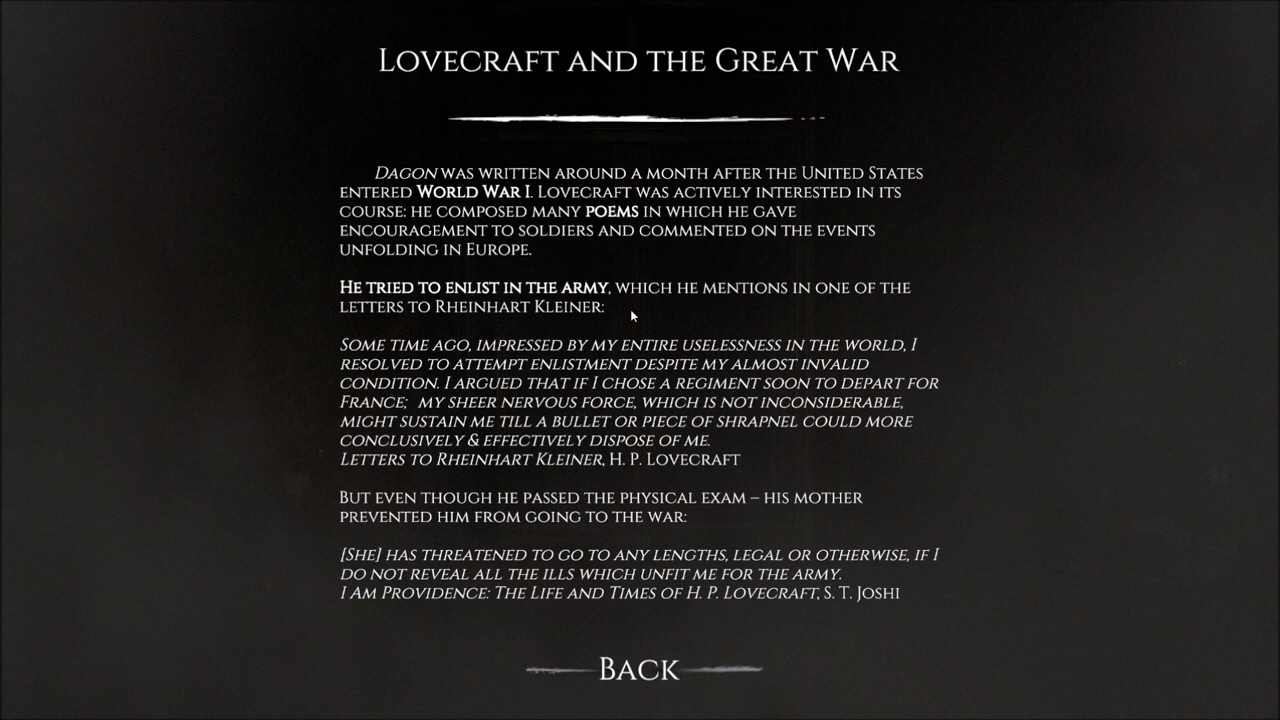 Lovecraft and the Great War
Dagon was written around a month after the United States
entered World War I. Lovecraft was actively interested in its
course: he composed many poems in which he gave
encouragement to soldiers and commented on the events
unfolding in Europe.
He tried to enlist in the army, which he mentions in one of the
letters to Rheinhart Kleiner:
Some time ago, impressed by my entire uselessness in the world, I
resolved to attempt enlistment despite my almost invalid
condition. I argued that if I chose a regiment soon to depart for
France; my sheer nervous force, which is not inconsiderable,
might sustain me till a bullet or piece of shrapnel could more
conclusively & effectively dispose of me.
Letters to Rheinhart Kleiner, H. P. Lovecraft
But even though he passed the physical exam – his mother
prevented him from going to the war:
[She] has threatened to go to any lengths, legal or otherwise, if I
do not reveal all the ills which unfit me for the army.
I Am Providence: The Life and Times of H. P. Lovecraft, S. T. Joshi
Back